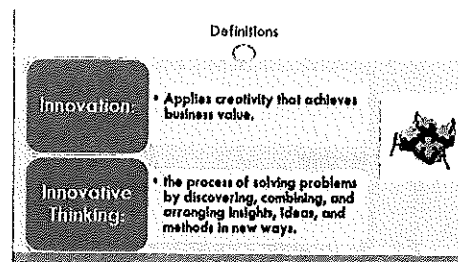 Definitions
Innovation:
• Applies creativity that achieves
business value.
Innovative
Thinking:
• the process of solving problems
by discovering, combining, and
arranging insights, ideas, and
methods in new ways.